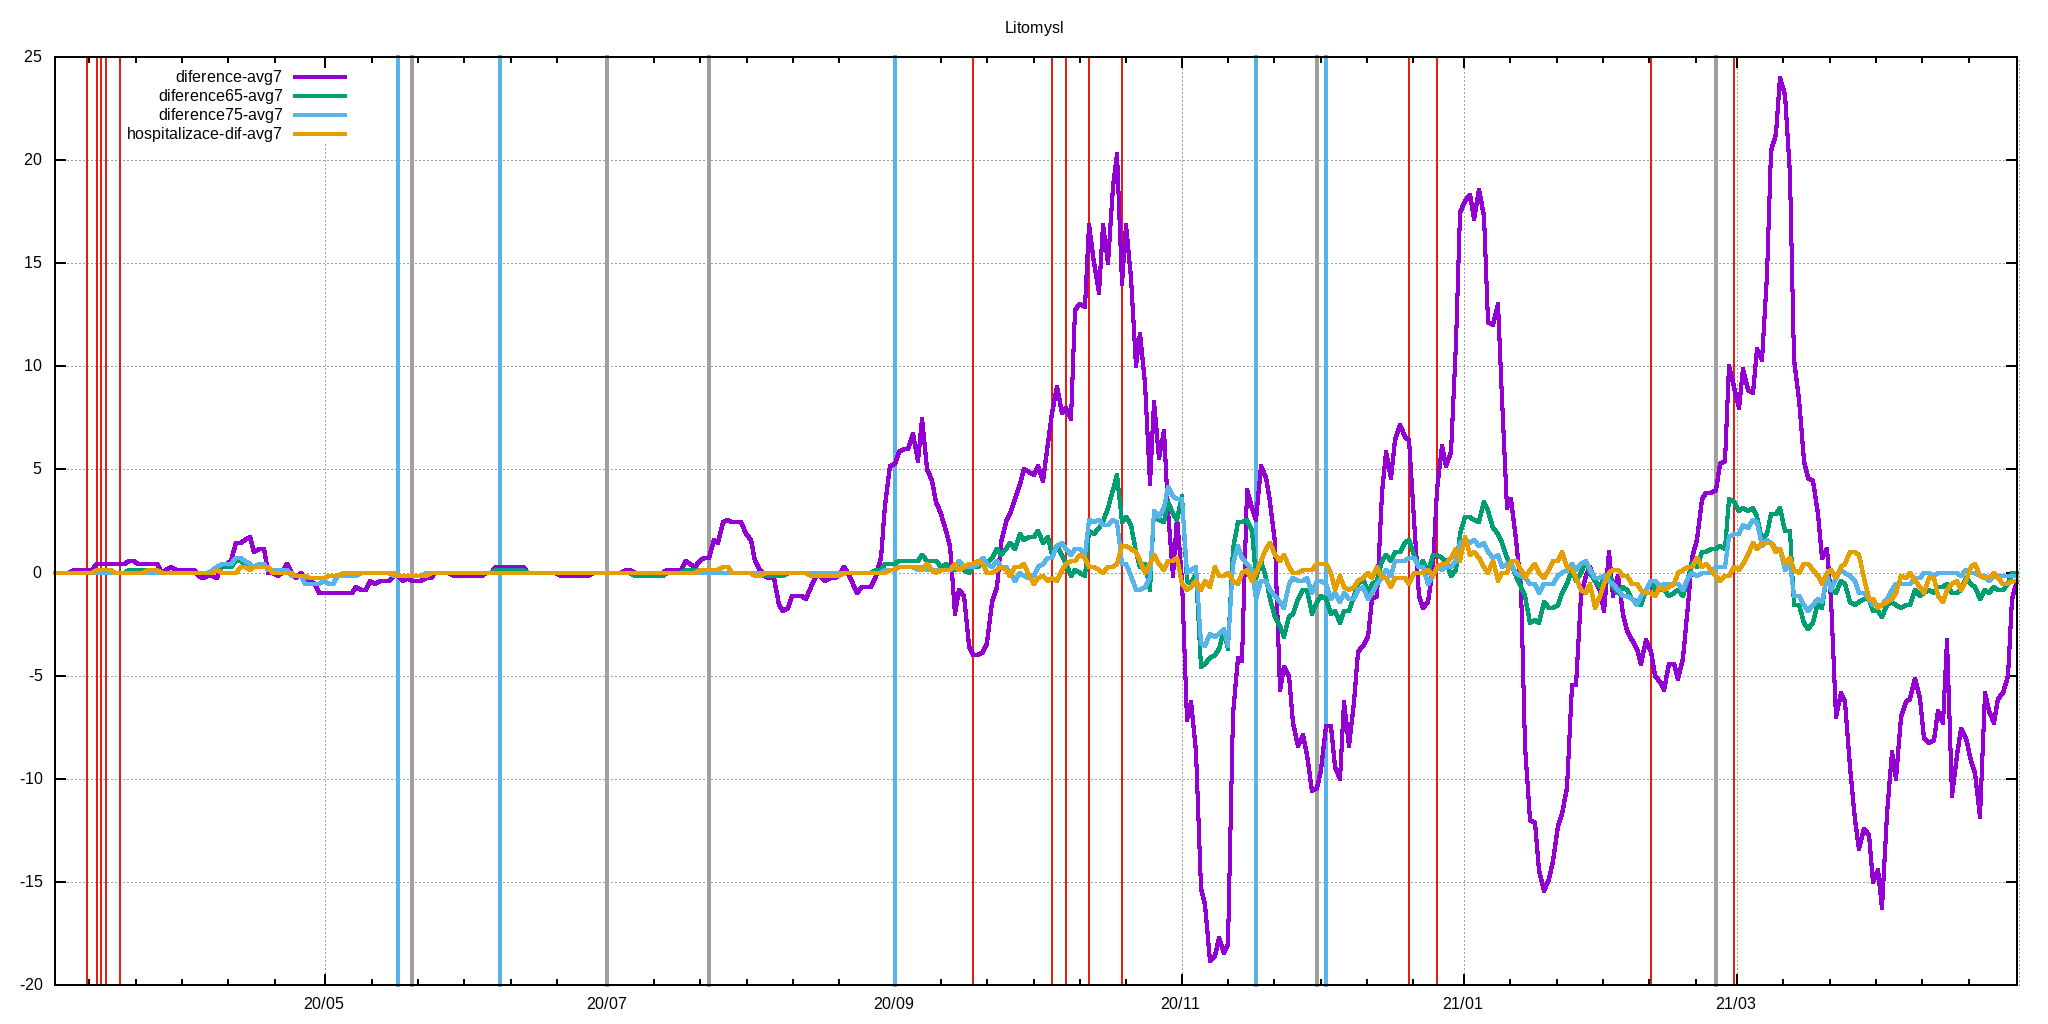 Litomysl
25
diference-avg7
diference65-avg7
diference75-avg7
hospitalizace-dif-avg7
20
15
10
5
0
-5
-10
-15
-20
20/05 20/07 20/09 20/11 21/01 21/03